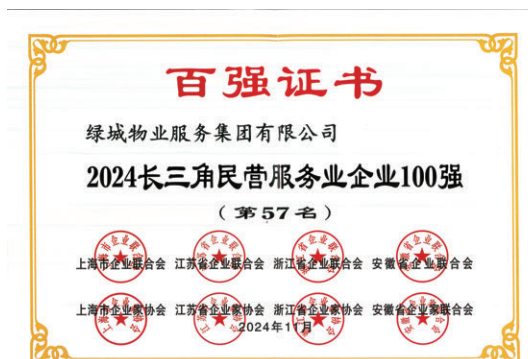 百强证书
绿城物业服务集团有限公司
2024长三角民营服务业企业100强
（第57名）
上海市企业联合会 江苏省企业联合会 浙江省企业联合会 安徽省企业联合会
上海市企业家协会 江苏省企业家协会 浙江省企业家协会 安徽省企业家联合会
2024年11月